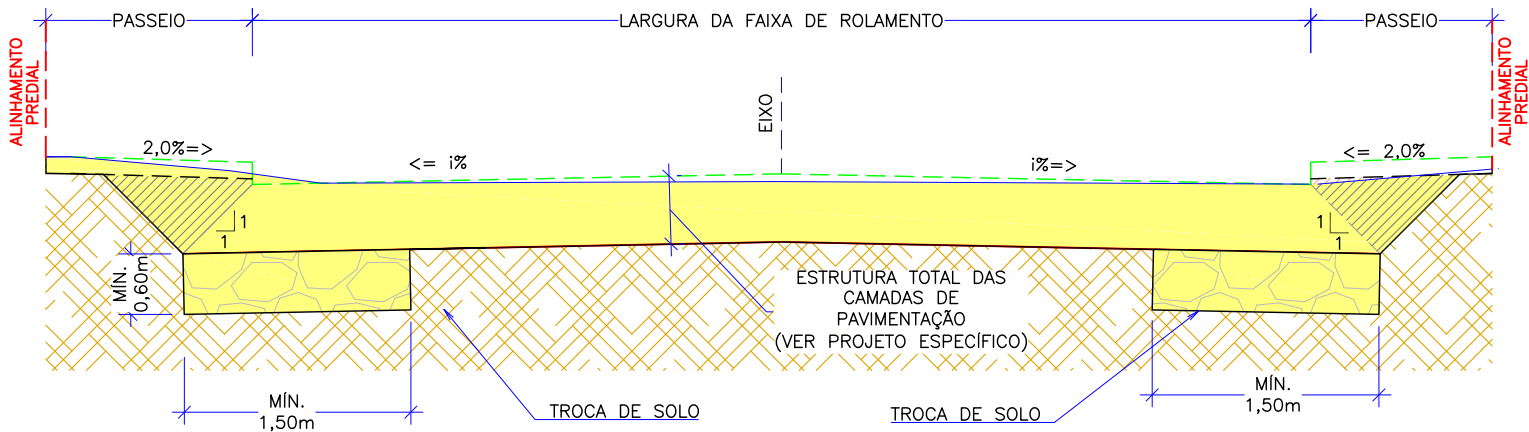 PASSEIO
LARGURA DA FAIXA DE ROLAMENTO
PASSEIO
ALINHAMENTO
PREDIAL
ALINHAMENTO
PREDIAL
EIXO
2,0%=>
<= i%
i%=>
<= 2,0%
1
1
1
1
MÍN.
0,60m
ESTRUTURA TOTAL DAS
CAMADAS DE
PAVIMENTAÇÃO
(VER PROJETO ESPECÍFICO)
MÍN.
1,50m
TROCA DE SOLO
TROCA DE SOLO
MÍN.
1,50m